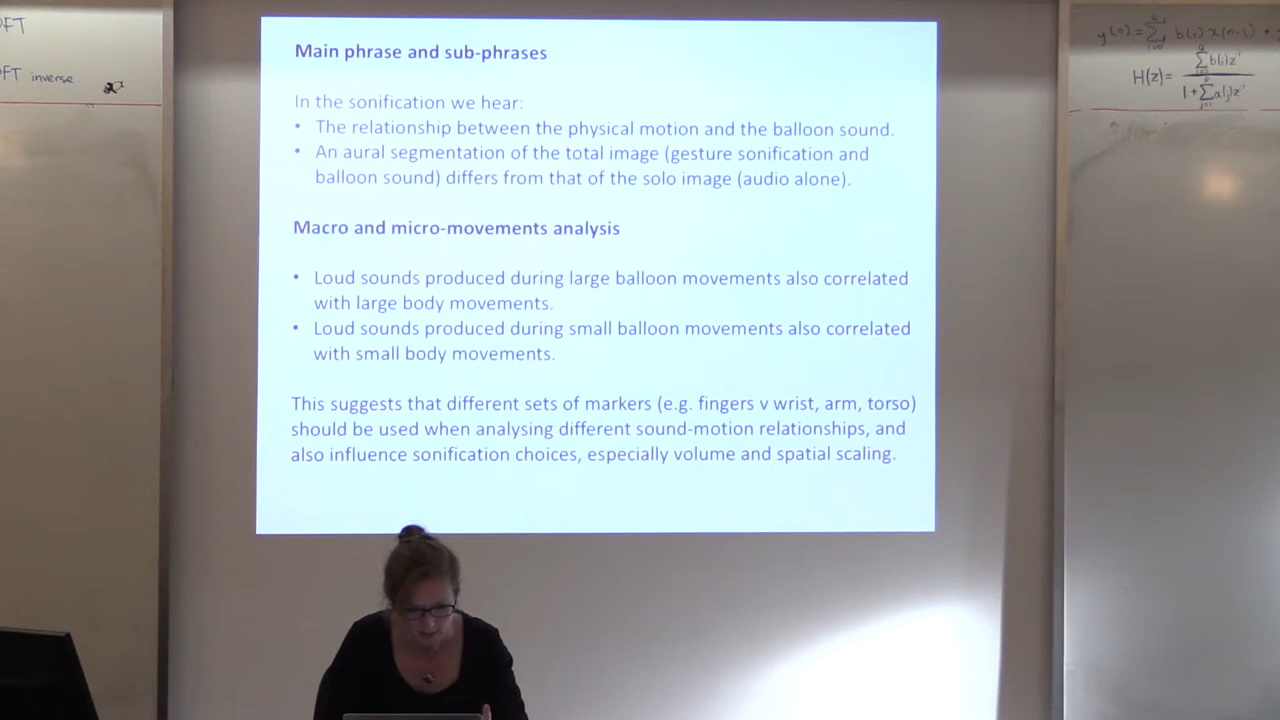 DFT
DFT inverse
Main phrase and sub-phrases
In the sonification we hear:
• The relationship between the physical motion and the balloon sound.
• An aural segmentation of the total image (gesture sonification and
balloon sound) differs from that of the solo image (audio alone).
Macro and micro-movements analysis
• Loud sounds produced during large balloon movements also correlated
with large body movements.
• Loud sounds produced during small balloon movements also correlated
with small body movements.
This suggests that different sets of markers (e.g. fingers v wrist, arm, torso)
should be used when analysing different sound-motion relationships, and
also influence sonification choices, especially volume and spatial scaling.
y(n)=∑ b(i) x(n-i) +
H(z)=
∑b(i)z
1+∑a(j)z